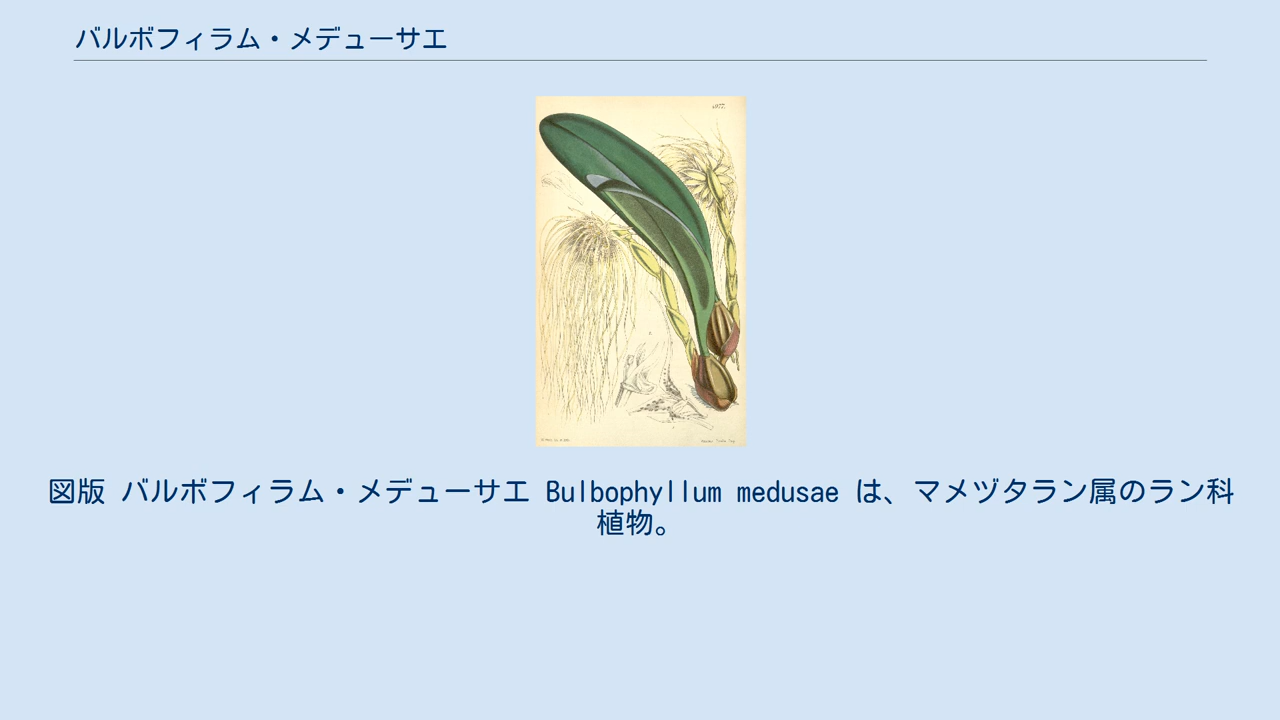 バルボフィラム・メデューサエ
4977.
図版 バルボフィラム・メデューサエ Bulbophyllum medusae は、マメヅタラン属のラン科
植物。